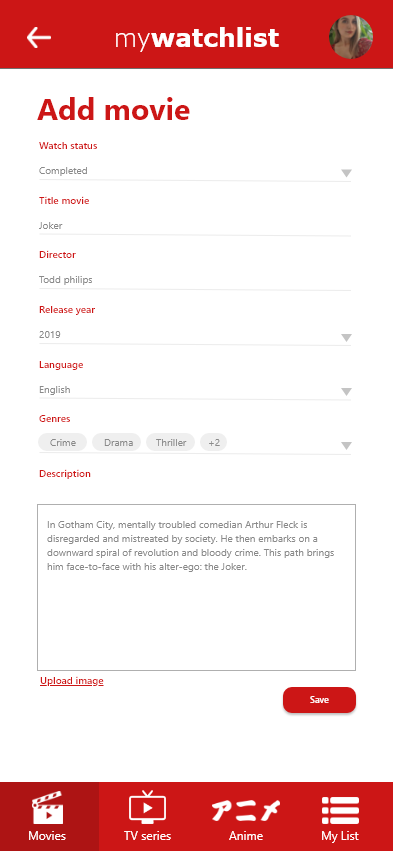 mywatchlist
Add movie
Watch status
Completed
Title movie
Joker
Director
Todd philips
Release year
2019
Language
English
Genres
Crime Drama Thriller +2
Description
In Gotham City, mentally troubled comedian Arthur Fleck is
disregarded and mistreated by society. He then embarks on a
downward spiral of revolution and bloody crime. This path brings
him face-to-face with his alter-ego: the Joker.
Upload image
Save
アニメ
Movies TV series Anime My List